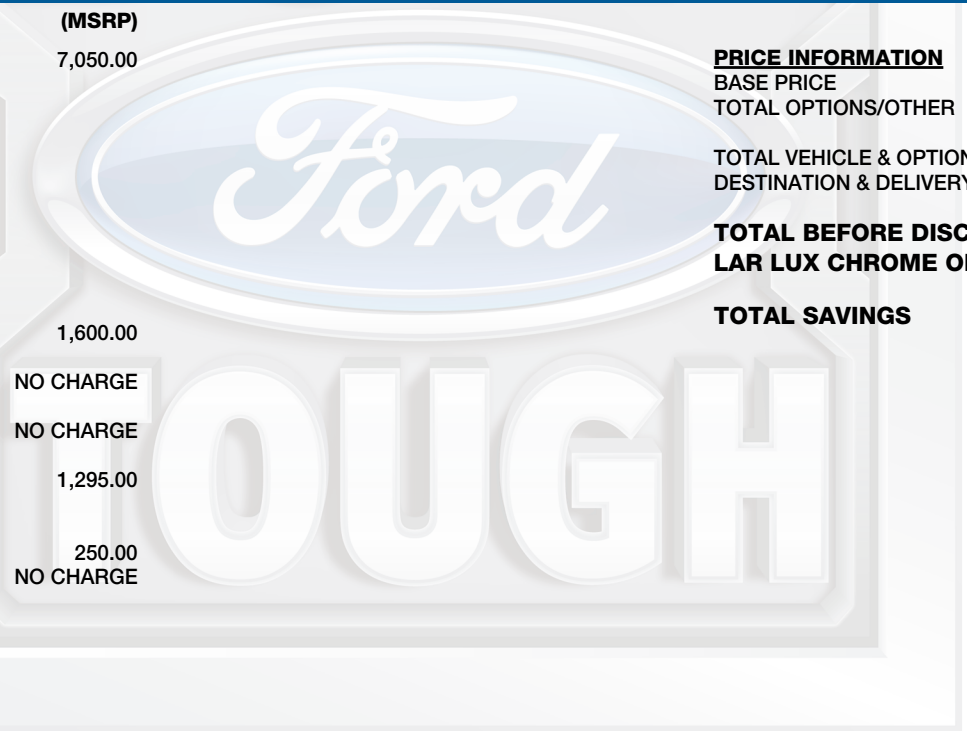 (MSRP)
7,050.00
1,600.00
NO CHARGE
NO CHARGE
1,295.00
250.00
NO CHARGE
PRICE INFORMATION
BASE PRICE
TOTAL OPTIONS/OTHER
TOTAL VEHICLE & OPTION
DESTINATION & DELIVERY
TOTAL BEFORE DISC
LAR LUX CHROME O
TOTAL SAVINGS
Ford
TOUGH